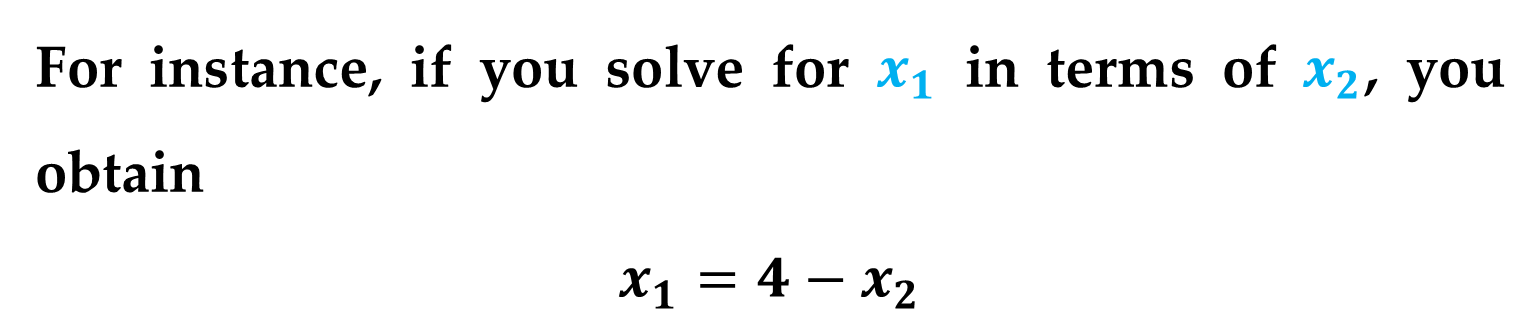 For instance, if you solve for x₁ in terms of x₂, you
obtain
x₁ = 4 − x₂